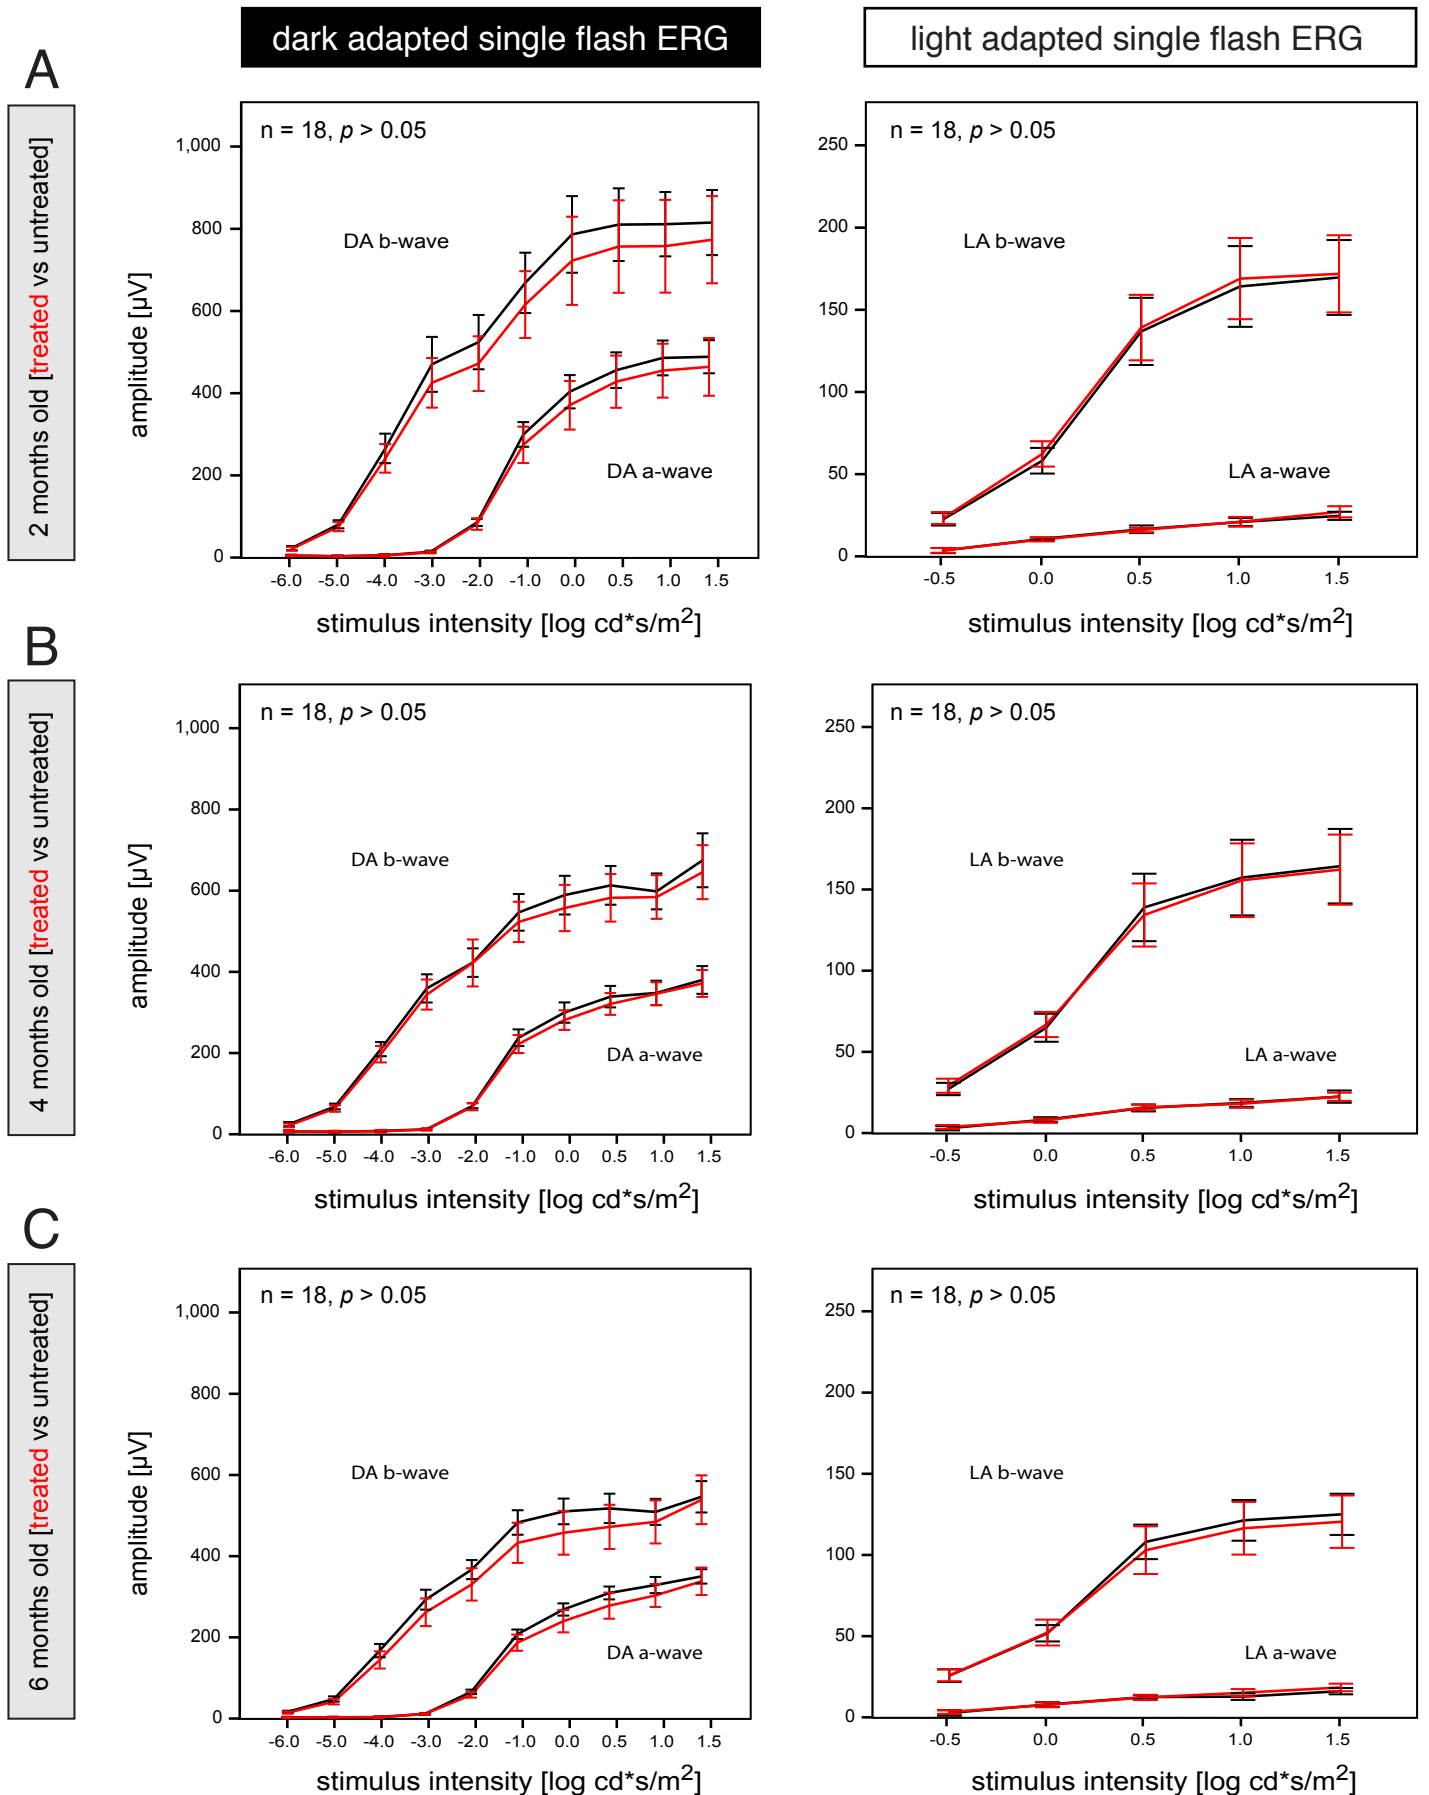 dark adapted single flash ERG
light adapted single flash ERG
A
2 months old [treated vs untreated]
n = 18, p > 0.05
1,000
800
600
400
200
0
amplitude [µV]
DA b-wave
DA a-wave
-6.0 -5.0 -4.0 -3.0 -2.0 -1.0 0.0 0.5 1.0 1.5
stimulus intensity [log cd*s/m²]
n = 18, p > 0.05
250
200
150
100
50
0
LA b-wave
LA a-wave
-0.5 0.0 0.5 1.0 1.5
stimulus intensity [log cd*s/m²]
B
4 months old [treated vs untreated]
n = 18, p > 0.05
1,000
800
600
400
200
0
amplitude [µV]
DA b-wave
DA a-wave
-6.0 -5.0 -4.0 -3.0 -2.0 -1.0 0.0 0.5 1.0 1.5
stimulus intensity [log cd*s/m²]
n = 18, p > 0.05
250
200
150
100
50
0
LA b-wave
LA a-wave
-0.5 0.0 0.5 1.0 1.5
stimulus intensity [log cd*s/m²]
C
6 months old [treated vs untreated]
n = 18, p > 0.05
1,000
800
600
400
200
0
amplitude [µV]
DA b-wave
DA a-wave
-6.0 -5.0 -4.0 -3.0 -2.0 -1.0 0.0 0.5 1.0 1.5
stimulus intensity [log cd*s/m²]
n = 18, p > 0.05
250
200
150
100
50
0
LA b-wave
LA a-wave
-0.5 0.0 0.5 1.0 1.5
stimulus intensity [log cd*s/m²]